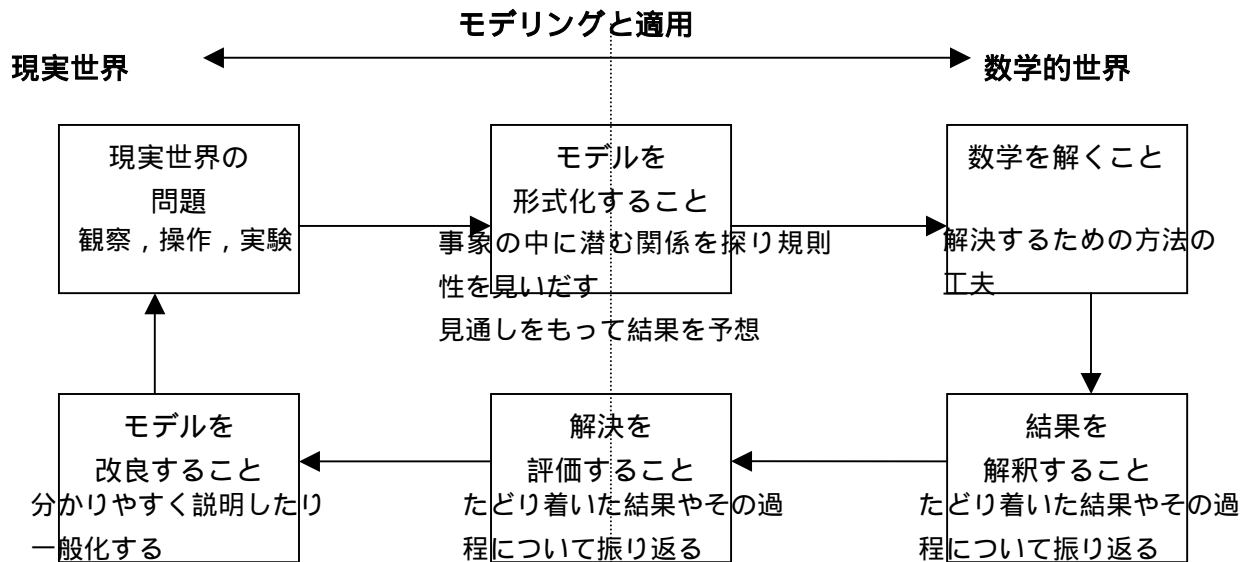 モデリングと適用
現実世界
数学的世界
現実世界の
問題
観察，操作，実験
モデルを
形式化すること
事象の中に潜む関係を探り規則
性を見いだす
見通しをもって結果を予想
数学を解くこと
解決するための方法の
工夫
モデルを
改良すること
分かりやすく説明したり
一般化する
解決を
評価すること
たどり着いた結果やその過
程について振り返る
結果を
解釈すること
たどり着いた結果やその過
程について振り返る